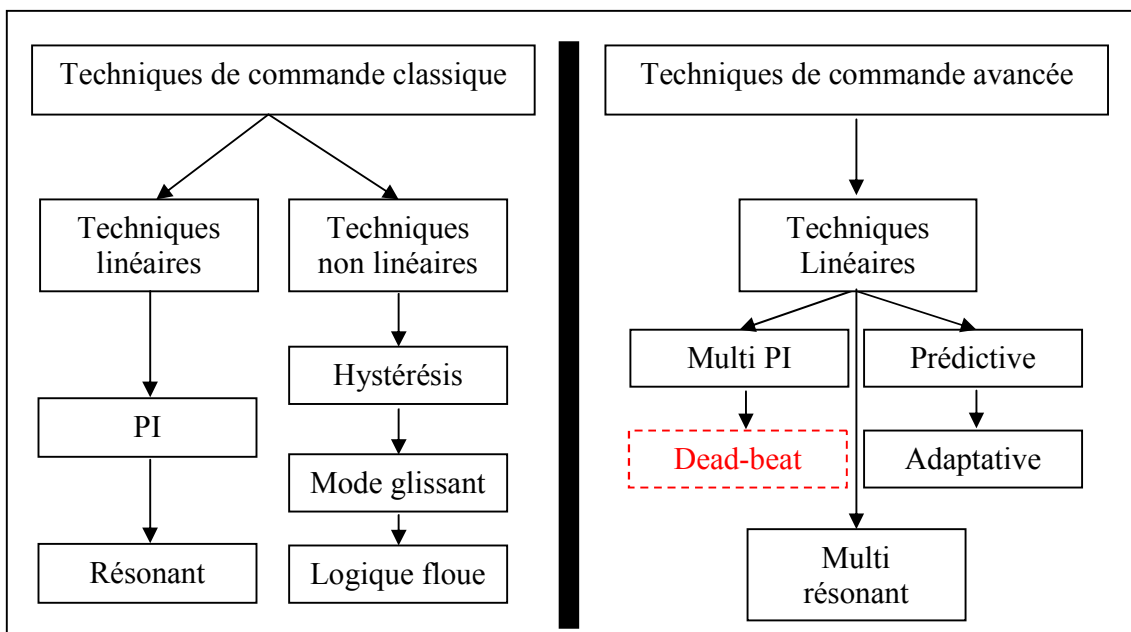 Techniques de commande classique
Techniques
linéaires
Techniques
non linéaires
PI
Hystérésis
Mode glissant
Résonant
Logique floue
Techniques de commande avancée
Techniques
Linéaires
Multi PI
Prédictive
Dead-beat
Adaptative
Multi
résonant